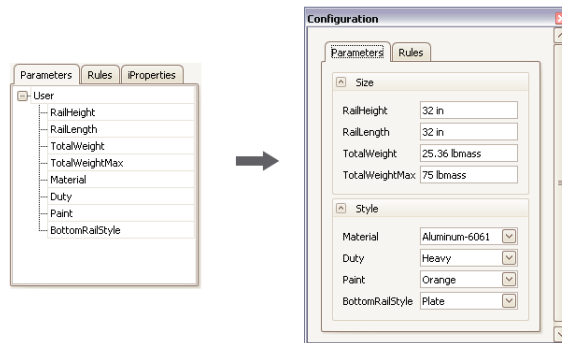 Parameters Rules iProperties
User
RailHeight
RailLength
TotalWeight
TotalWeightMax
Material
Duty
Paint
BottomRailStyle
Configuration
Parameters Rules
Size
RailHeight 32 in
RailLength 32 in
TotalWeight 25.36 lbmass
TotalWeightMax 75 lbmass
Style
Material Aluminum-6061
Duty Heavy
Paint Orange
BottomRailStyle Plate